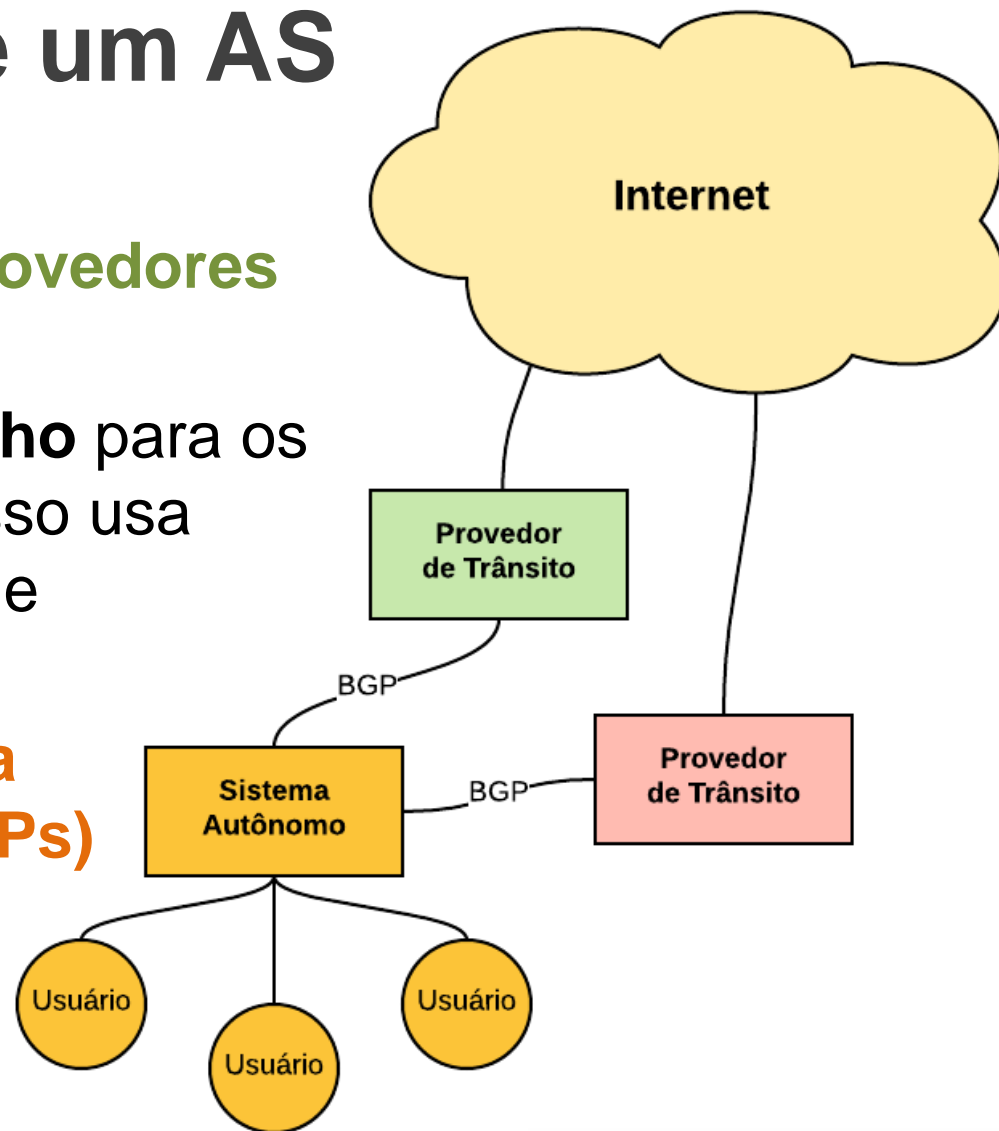 e um AS
Internet
ovedores
ho para os
sso usa
e
Provedor
de Trânsito
BGP
a
Ps)
Sistema
Autônomo
BGP
Provedor
de Trânsito
Usuário
Usuário
Usuário